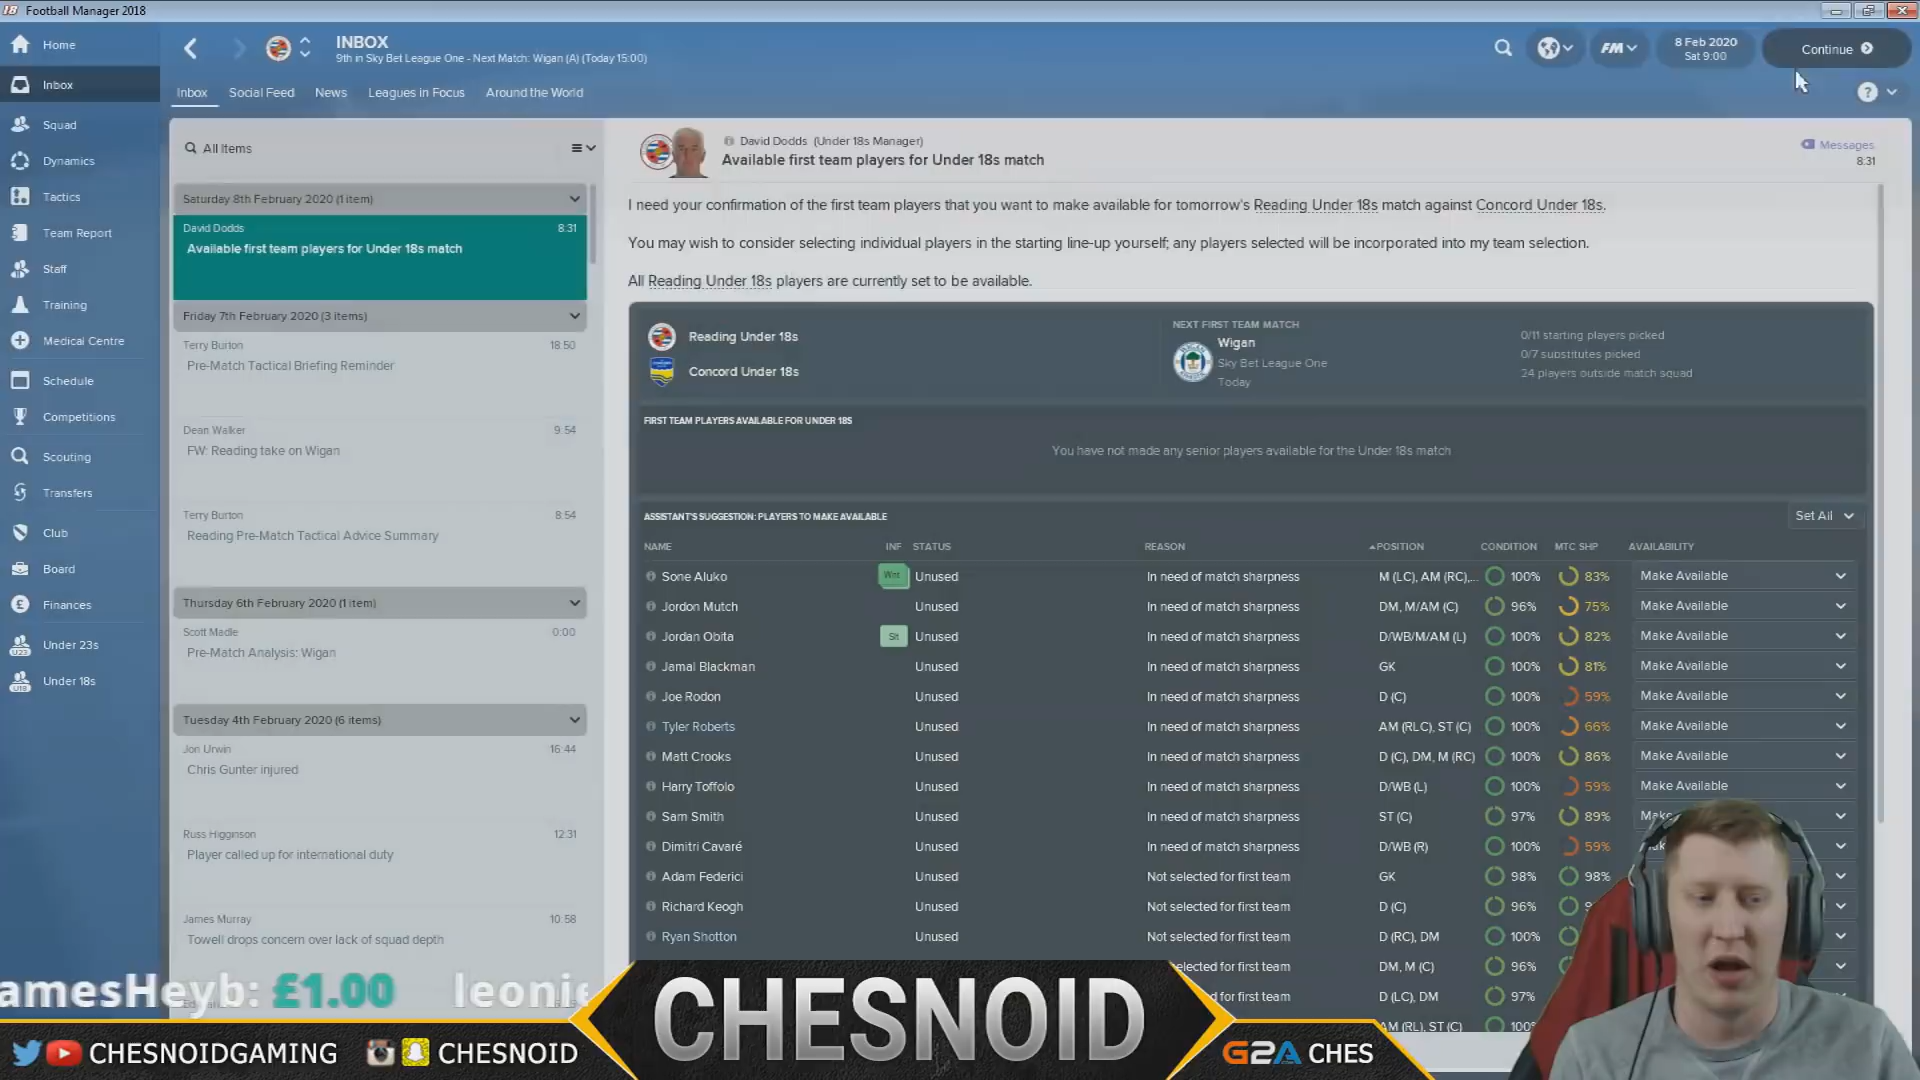 Football Manager 2018
Home
Inbox
Squad
Dynamics
Tactics
Team Report
Staff
Training
Medical Centre
Schedule
Competitions
Scouting
Transfers
Club
Board
Finances
Under 23s
Under 18s
INBOX
9th in Sky Bet League One - Next Match: Wigan (A) (Today 15:00)
FM
8 Feb 2020
Sat 9:00
Continue
Inbox Social Feed News Leagues in Focus Around the World
All Items
Saturday 8th February 2020 (1 item)
David Dodds 8:31
Available first team players for Under 18s match
Friday 7th February 2020 (3 items)
Terry Burton 18:50
Pre-Match Tactical Briefing Reminder
Dean Walker 9:54
FW: Reading take on Wigan
Terry Burton 8:54
Reading Pre-Match Tactical Advice Summary
Thursday 6th February 2020 (1 item)
Scott Madle 0:00
Pre-Match Analysis: Wigan
Tuesday 4th February 2020 (6 items)
Jon Urwin 16:44
Chris Gunter injured
Russ Higginson 12:31
Player called up for international duty
James Murray 10:58
Towell drops concern over lack of squad depth
David Dodds (Under 18s Manager)
Available first team players for Under 18s match
Messages
8:31
I need your confirmation of the first team players that you want to make available for tomorrow's Reading Under 18s match against Concord Under 18s.
You may wish to consider selecting individual players in the starting line-up yourself; any players selected will be incorporated into my team selection.
All Reading Under 18s players are currently set to be available.
Reading Under 18s
Concord Under 18s
NEXT FIRST TEAM MATCH
Wigan
Sky Bet League One
Today
0/11 starting players picked
0/7 substitutes picked
24 players outside match squad
FIRST TEAM PLAYERS AVAILABLE FOR UNDER 18S
You have not made any senior players available for the Under 18s match
ASSISTANT'S SUGGESTION: PLAYERS TO MAKE AVAILABLE
Set All
NAME INF STATUS REASON POSITION CONDITION MTC SHP AVAILABILITY
Sone Aluko Wnt Unused In need of match sharpness M (LC), AM (RC),... 100% 83% Make Available
Jordon Mutch Unused In need of match sharpness DM, M/AM (C) 96% 75% Make Available
Jordan Obita Slt Unused In need of match sharpness D/WB/M/AM (L) 100% 82% Make Available
Jamal Blackman Unused In need of match sharpness GK 100% 81% Make Available
Joe Rodon Unused In need of match sharpness D (C) 100% 59% Make Available
Tyler Roberts Unused In need of match sharpness AM (RLC), ST (C) 100% 66% Make Available
Matt Crooks Unused In need of match sharpness D (C), DM, M (RC) 100% 86% Make Available
Harry Toffolo Unused In need of match sharpness D/WB (L) 100% 59% Make Available
Sam Smith Unused In need of match sharpness ST (C) 97% 89%
Dimitri Cavaré Unused In need of match sharpness D/WB (R) 100% 59%
Adam Federici Unused Not selected for first team GK 98% 98%
Richard Keogh Unused Not selected for first team D (C) 96%
Ryan Shotton Unused Not selected for first team D (RC), DM 100%
elected for first team DM, M (C) 96%
d for first team D (LC), DM 97%
AM (RL), ST (C) 100
amesHeyb: £1.00 leonie
CHESNOIDGAMING CHESNOID
CHESNOID
G2A CHES